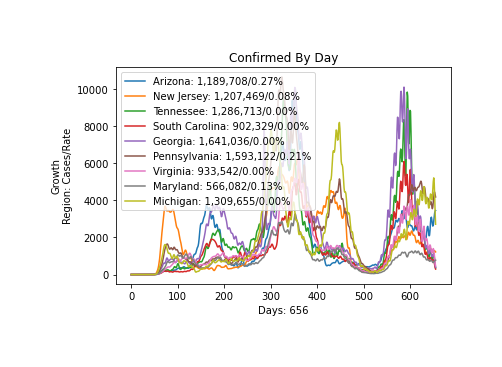 Confirmed By Day
Growth
Region: Cases/Rate
10000
8000
6000
4000
2000
0
Arizona: 1,189,708/0.27%
New Jersey: 1,207,469/0.08%
Tennessee: 1,286,713/0.00%
South Carolina: 902,329/0.00%
Georgia: 1,641,036/0.00%
Pennsylvania: 1,593,122/0.21%
Virginia: 933,542/0.00%
Maryland: 566,082/0.13%
Michigan: 1,309,655/0.00%
0 100 200 300 400 500 600
Days: 656